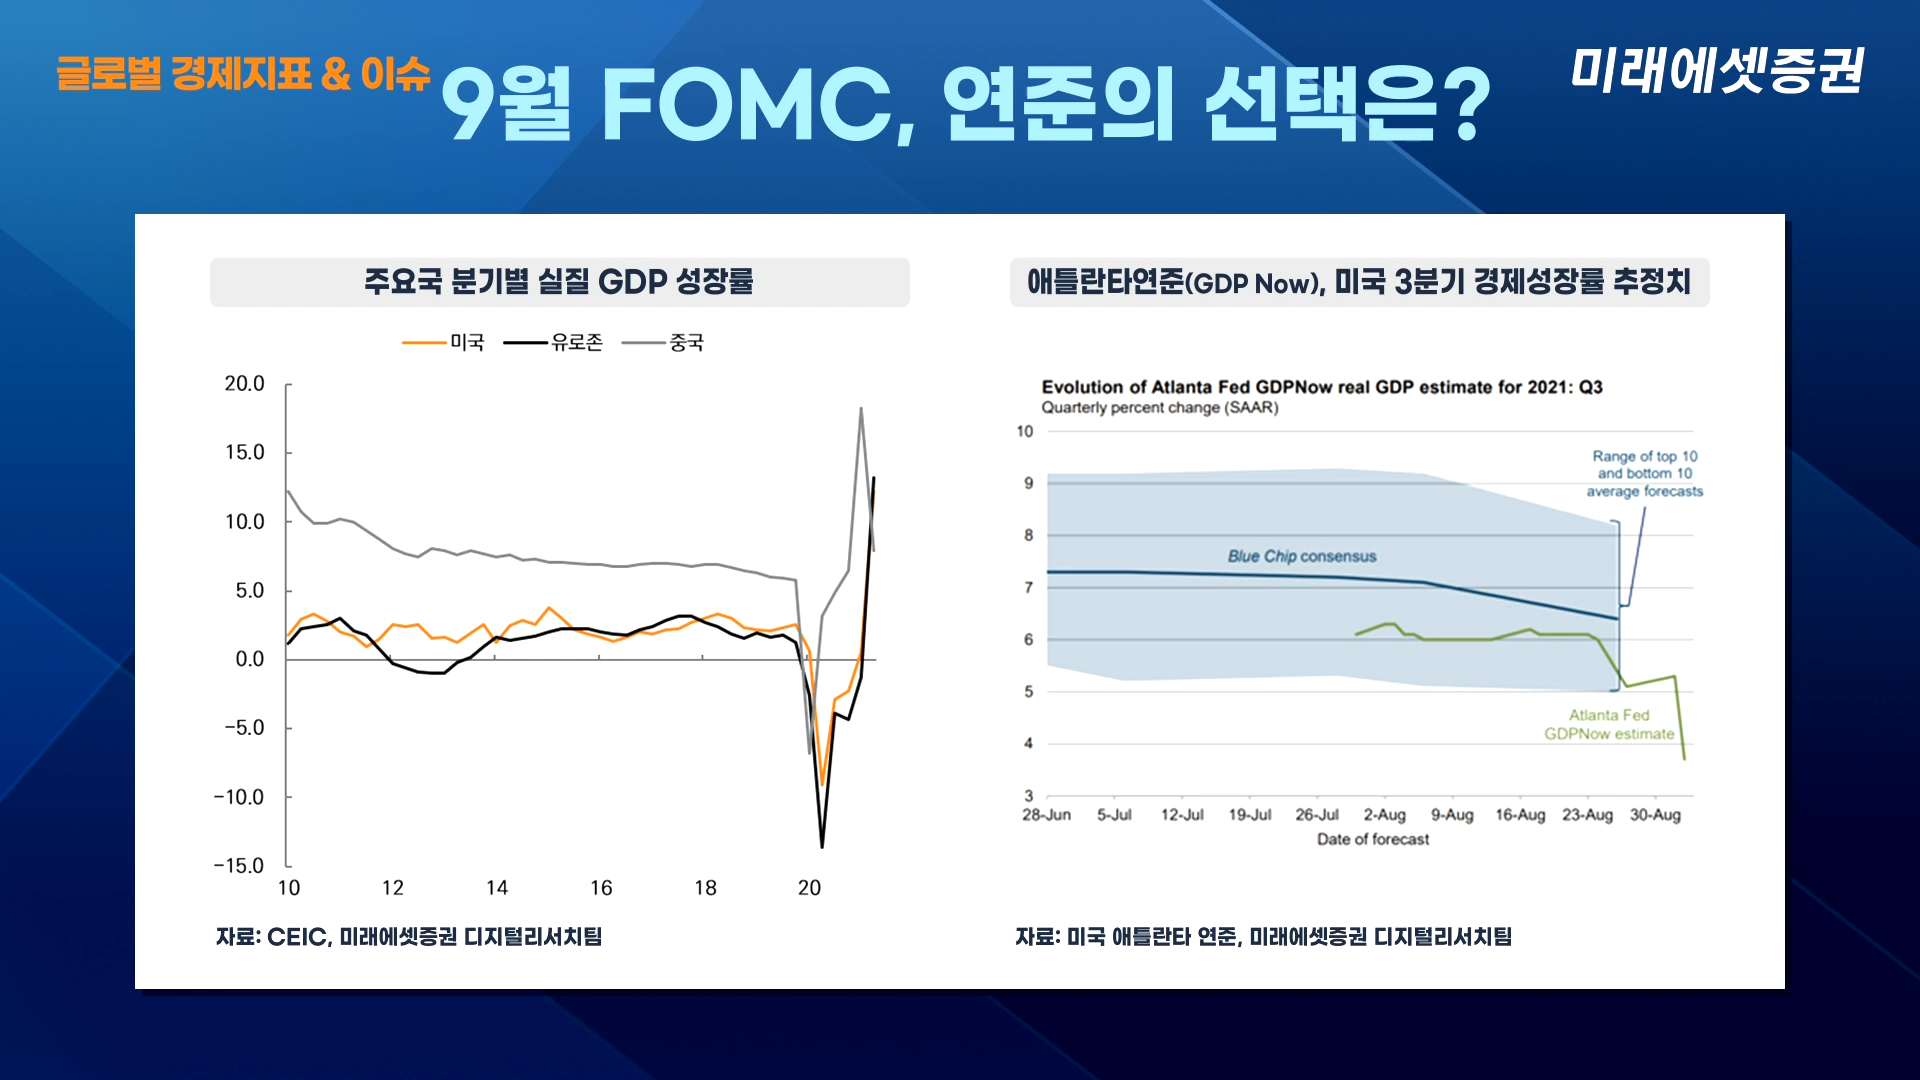 글로벌 경제지표 & 이슈
9월 FOMC, 연준의 선택은?
미래에셋증권
주요국 분기별 실질 GDP 성장률
미국 유로존 중국
20.0
15.0
10.0
5.0
0.0
−5.0
−10.0
−15.0
10 12 14 16 18 20
자료: CEIC, 미래에셋증권 디지털리서치팀
애틀란타연준(GDP Now), 미국 3분기 경제성장률 추정치
Evolution of Atlanta Fed GDPNow real GDP estimate for 2021: Q3
Quarterly percent change (SAAR)
10
9
8
7
6
5
4
3
Range of top 10
and bottom 10
average forecasts
Blue Chip consensus
Atlanta Fed
GDPNow estimate
28-Jun 5-Jul 12-Jul 19-Jul 26-Jul 2-Aug 9-Aug 16-Aug 23-Aug 30-Aug
Date of forecast
자료: 미국 애틀란타 연준, 미래에셋증권 디지털리서치팀